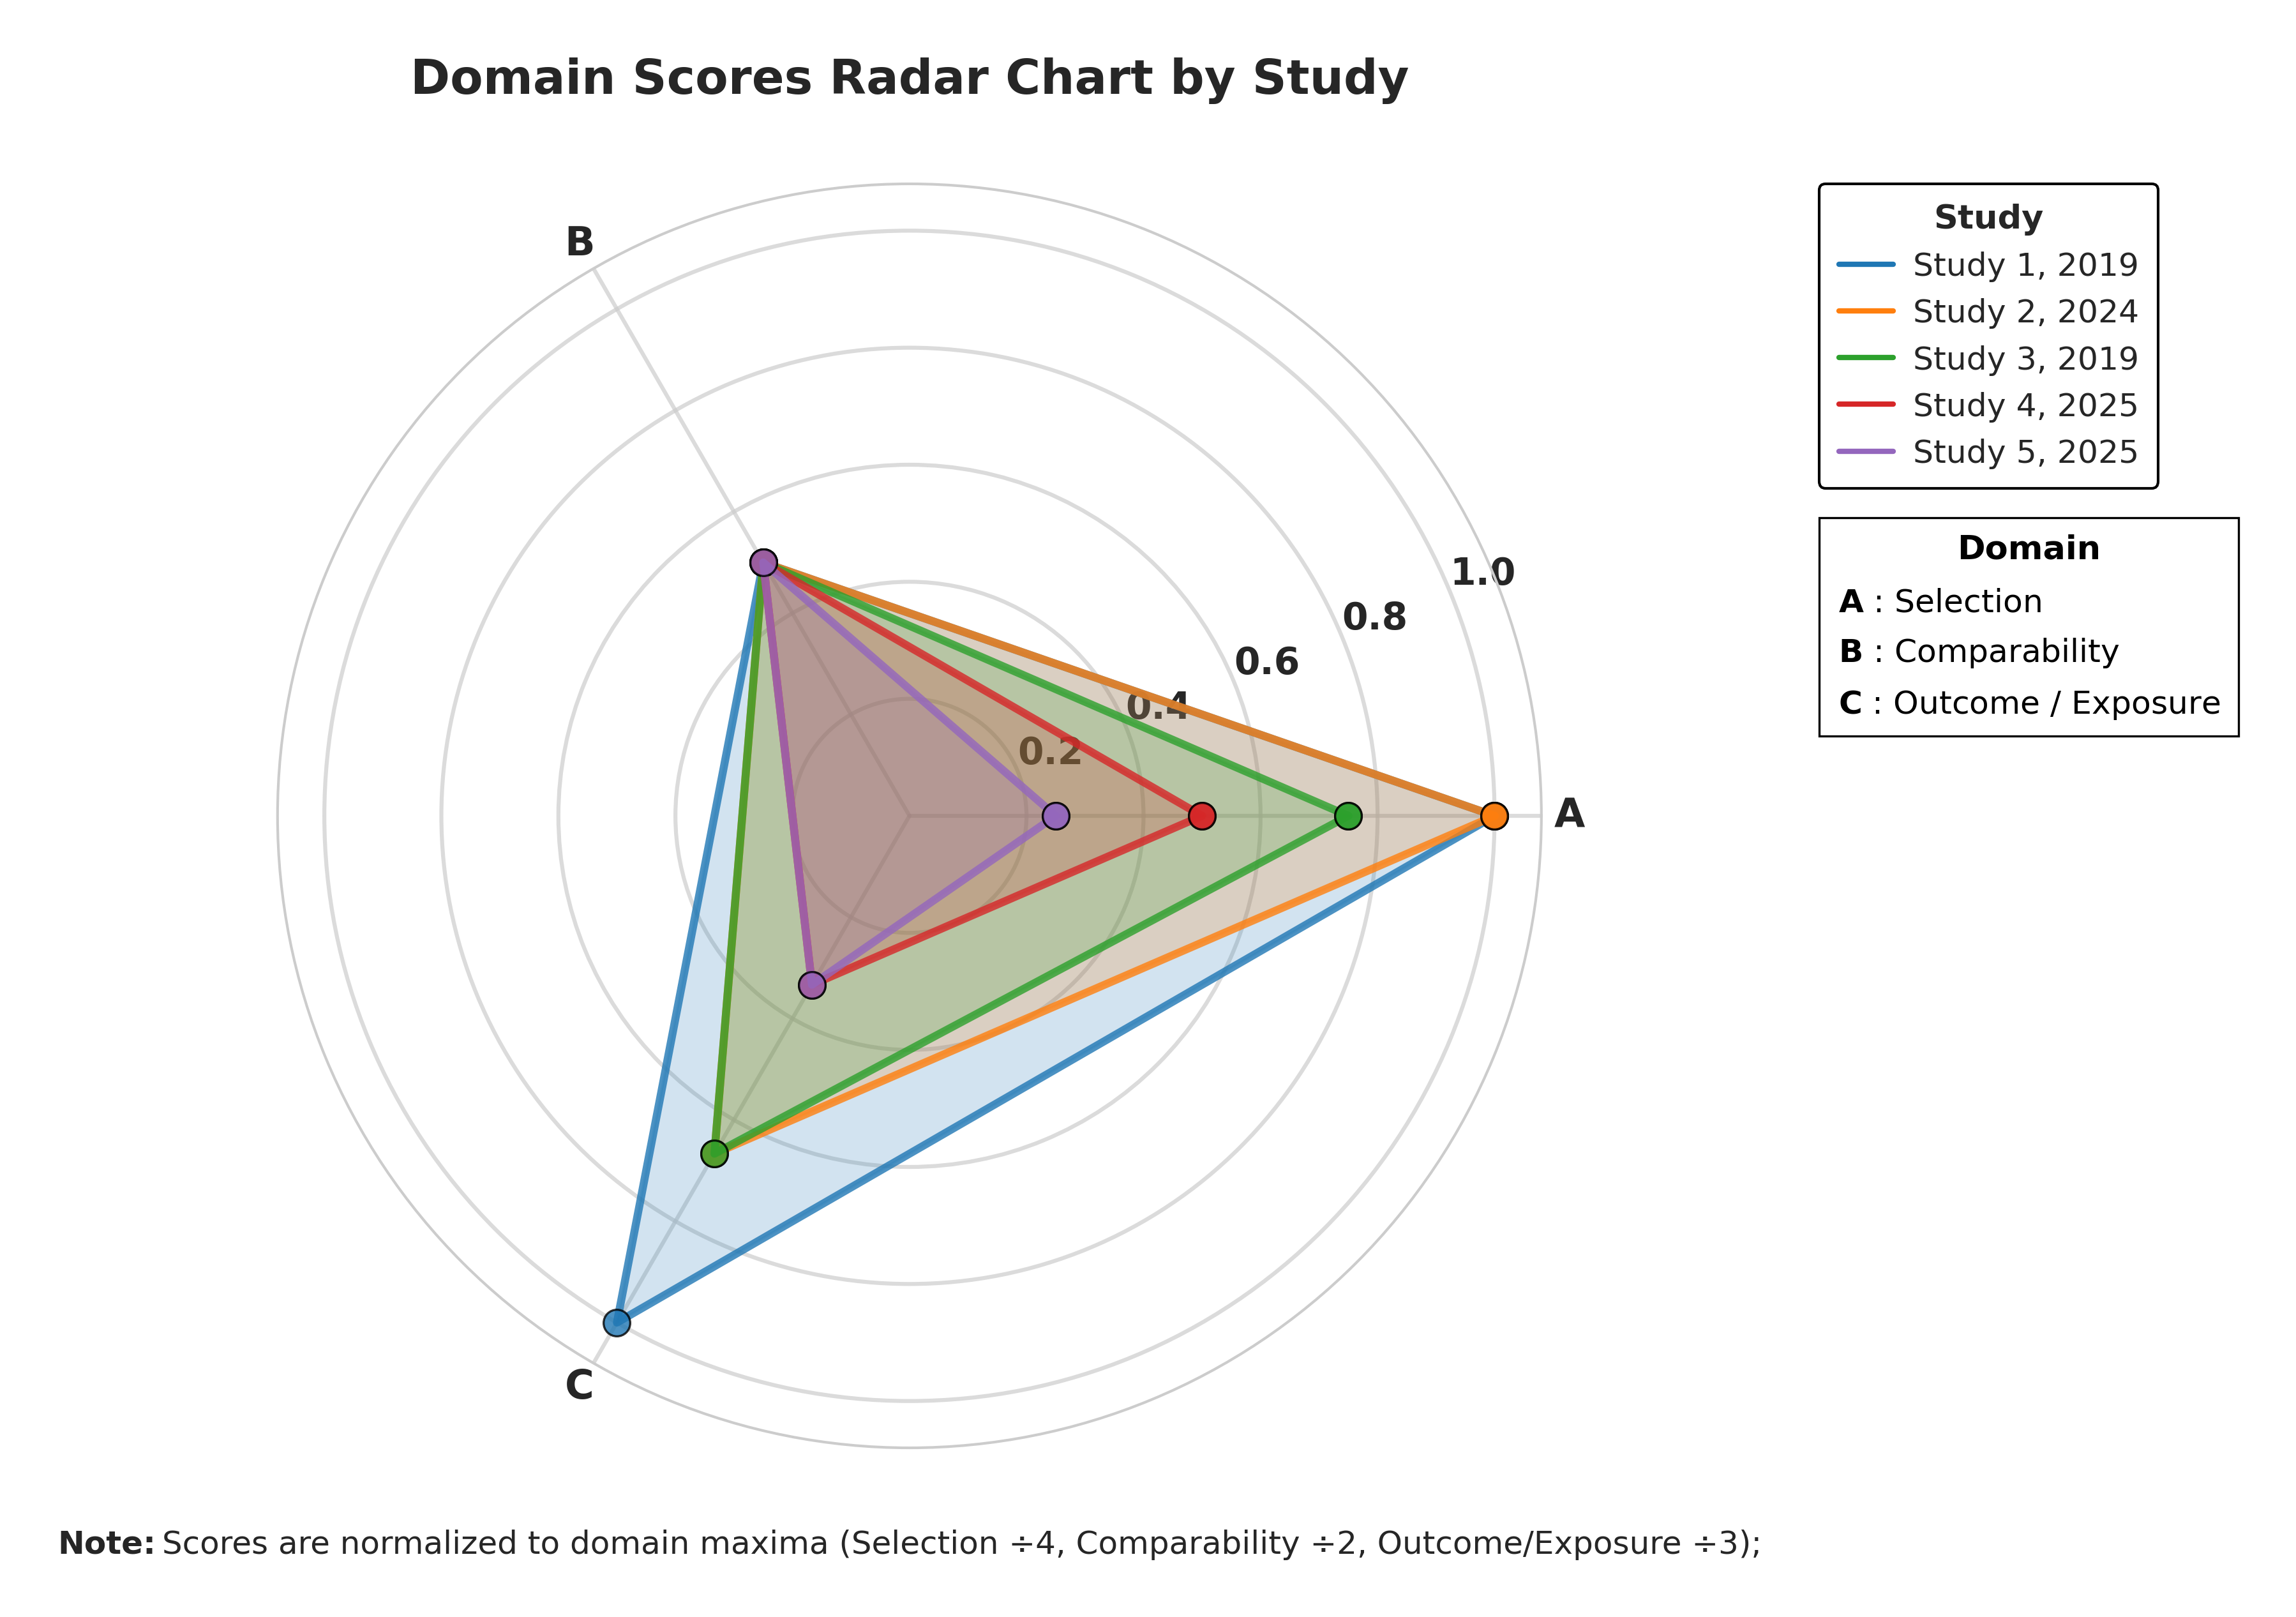 Domain Scores Radar Chart by Study
B
A
C
0.2
0.4
0.6
0.8
1.0
Study
Study 1, 2019
Study 2, 2024
Study 3, 2019
Study 4, 2025
Study 5, 2025
Domain
A : Selection
B : Comparability
C : Outcome / Exposure
Note: Scores are normalized to domain maxima (Selection ÷4, Comparability ÷2, Outcome/Exposure ÷3);